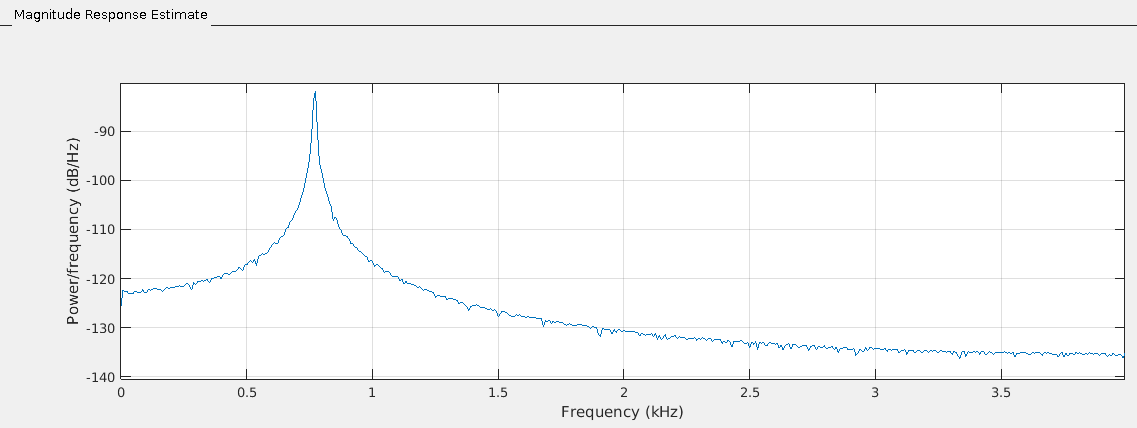 Magnitude Response Estimate
-90
-100
-110
-120
-130
-140
Power/frequency (dB/Hz)
0 0.5 1 1.5 2 2.5 3 3.5
Frequency (kHz)